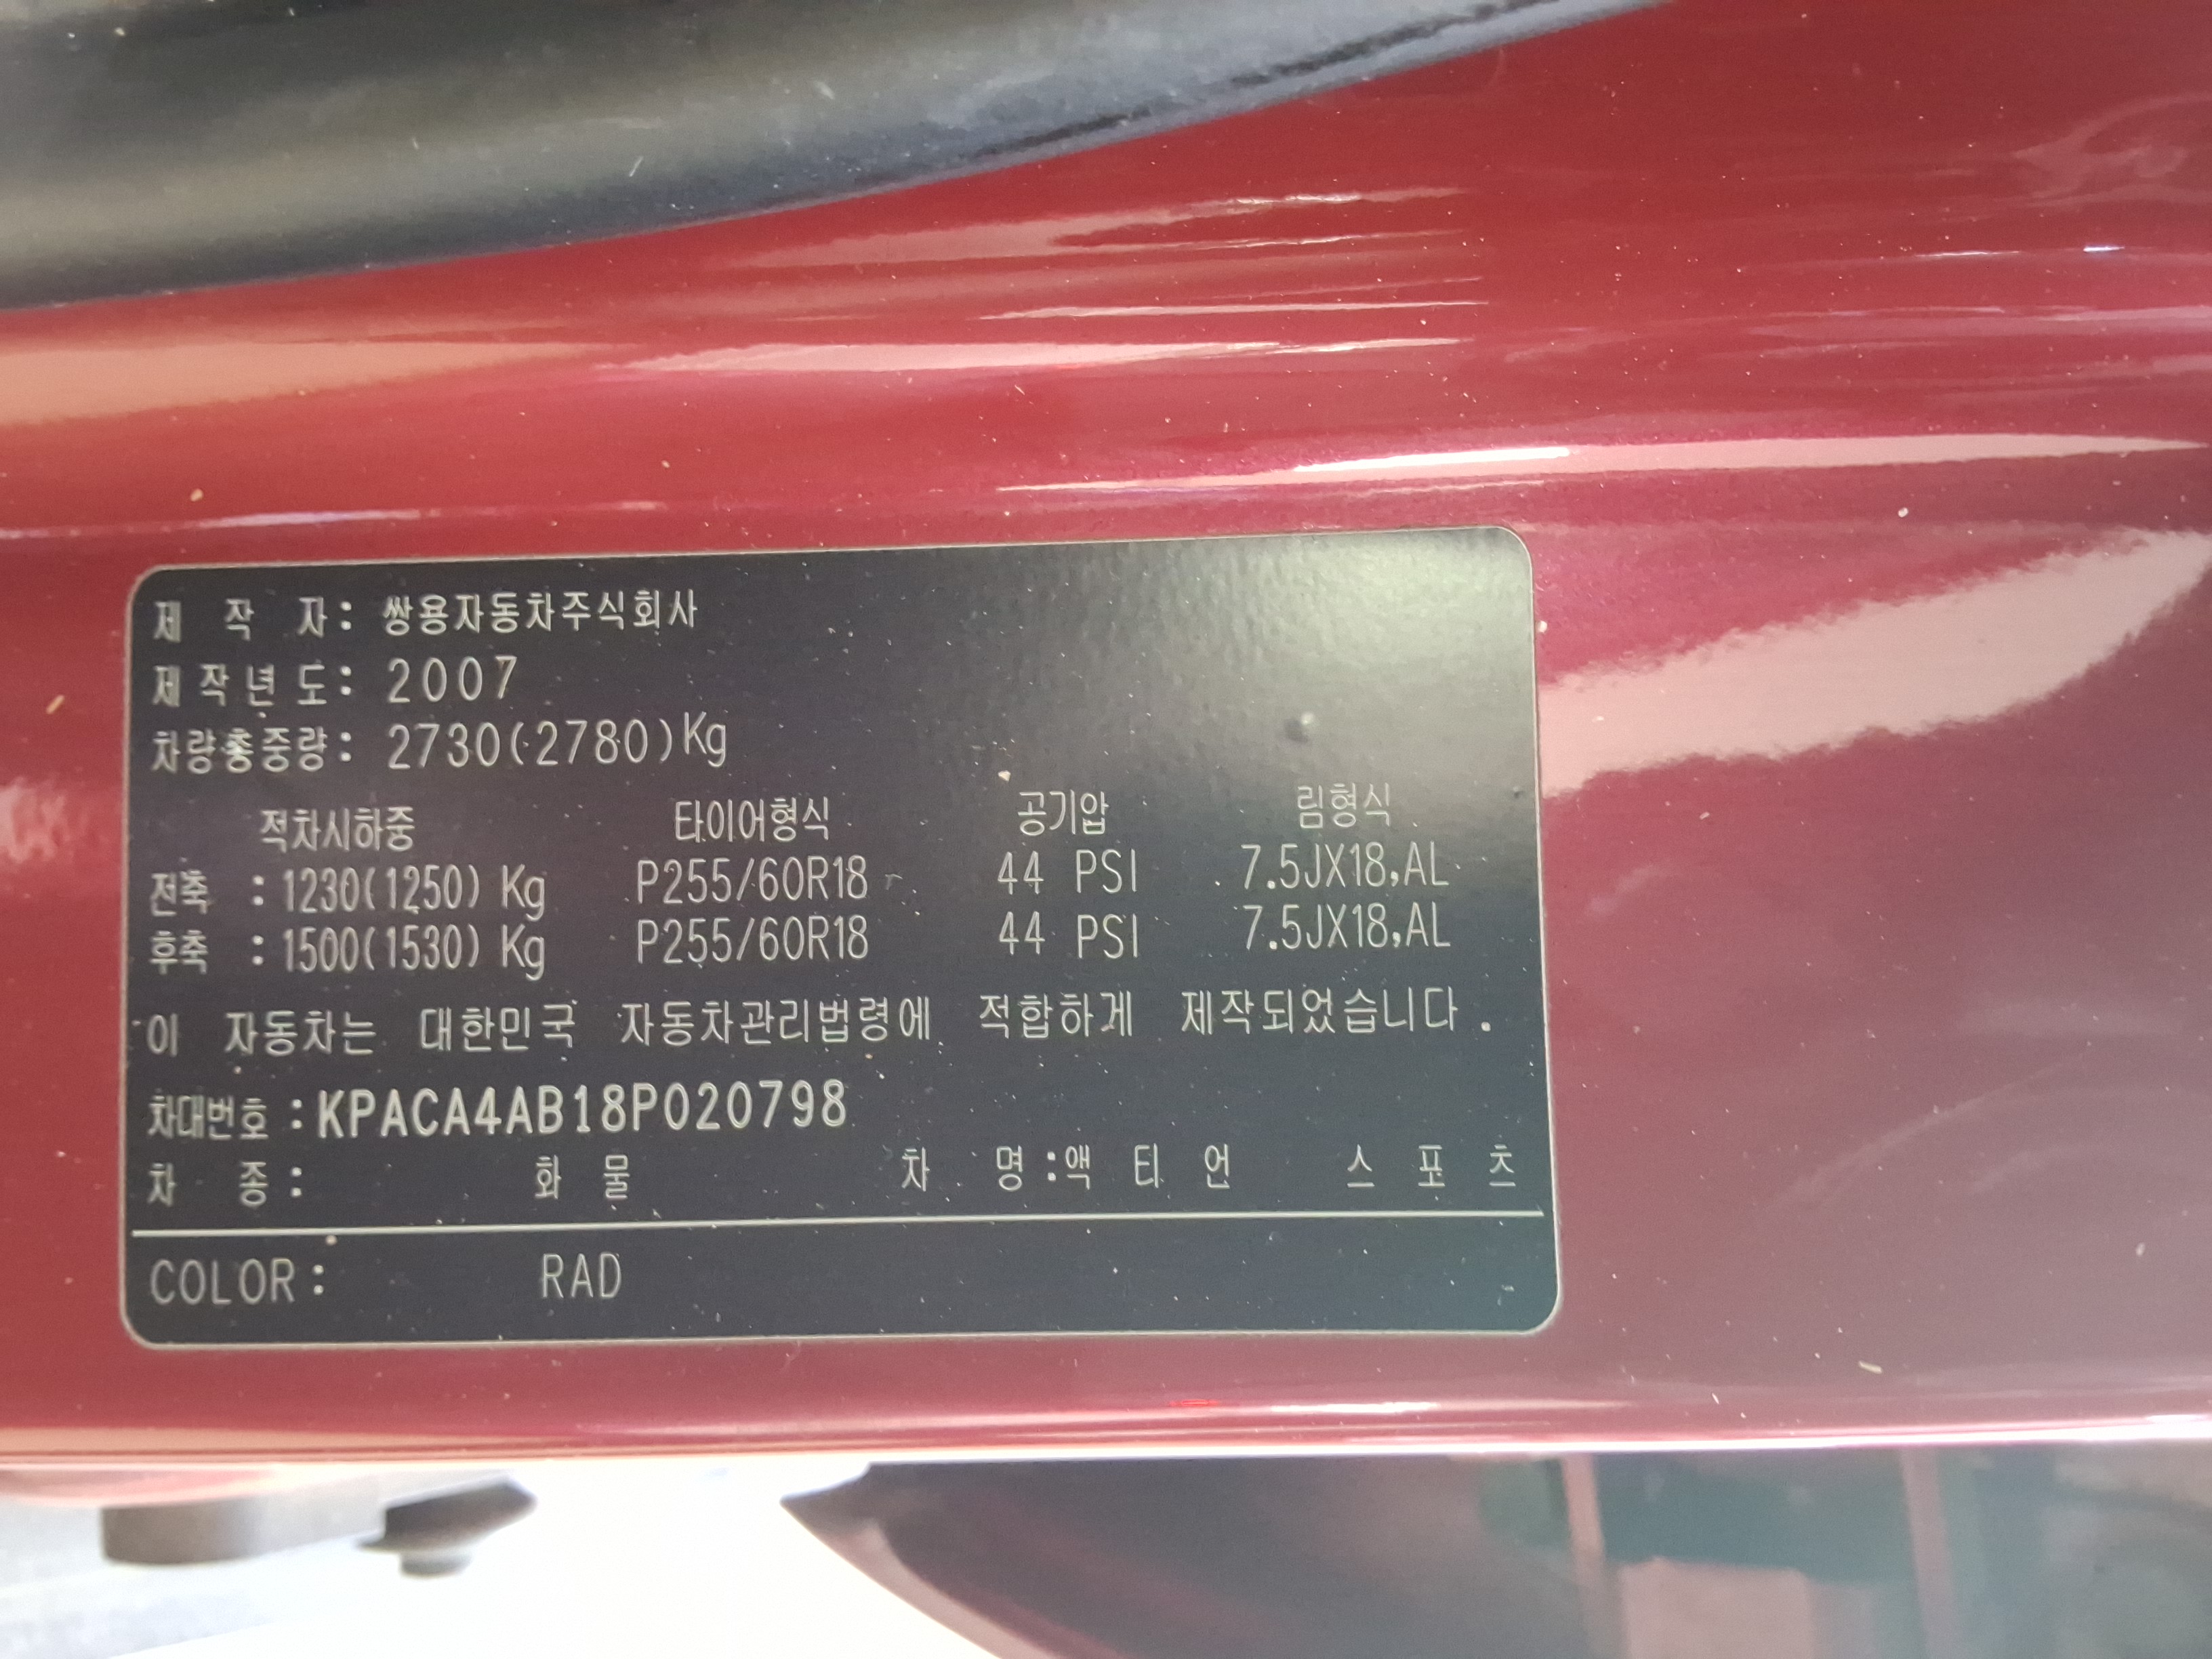 제 작 자: 쌍용자동차주식회사
제작년도: 2007
차량총중량: 2730(2780)Kg
적차시하중 타이어형식 공기압 림형식
전축 : 1230(1250) Kg P255/60R18 44 PSI 7.5JX18,AL
후축 : 1500(1530) Kg P255/60R18 44 PSI 7.5JX18,AL
이 자동차는 대한민국 자동차관리법령에 적합하게 제작되었습니다.
차대번호 : KPACA4AB18P020798
차 종: 화 물 차 명:액 티 언 스 포 츠
COLOR: RAD